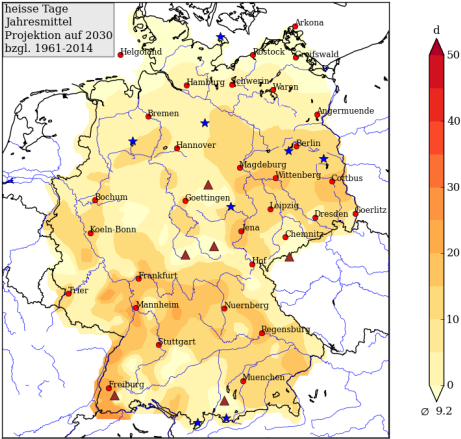 heisse Tage
Jahresmittel
Projektion auf 2030
bzgl. 1961-2014
Arkona
Helgoland
Rostock
Greifswald
Hamburg
Schwerin
Waren
Bremen
Angermuende
Hannover
Berlin
Magdeburg
Wittenberg
Cottbus
Bochum
Goettingen
Leipzig
Dresden
Goerlitz
Koeln-Bonn
Jena
Chemnitz
Hof
Frankfurt
Trier
Mannheim
Nuernberg
Regensburg
Stuttgart
Freiburg
Muenchen
d
50
40
30
20
10
0
∅ 9.2